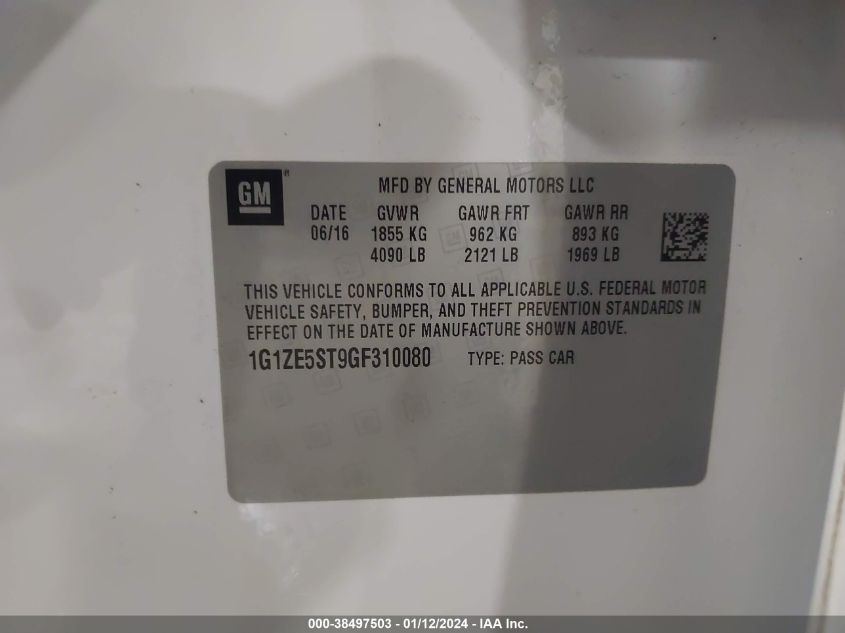 GM ®
MFD BY GENERAL MOTORS LLC
DATE GVWR GAWR FRT GAWR RR
06/16 1855 KG 962 KG 893 KG
4090 LB 2121 LB 1969 LB
THIS VEHICLE CONFORMS TO ALL APPLICABLE U.S. FEDERAL MOTOR
VEHICLE SAFETY, BUMPER, AND THEFT PREVENTION STANDARDS IN
EFFECT ON THE DATE OF MANUFACTURE SHOWN ABOVE.
1G1ZE5ST9GF310080 TYPE: PASS CAR
000-38497503 - 01/12/2024 - IAA Inc.